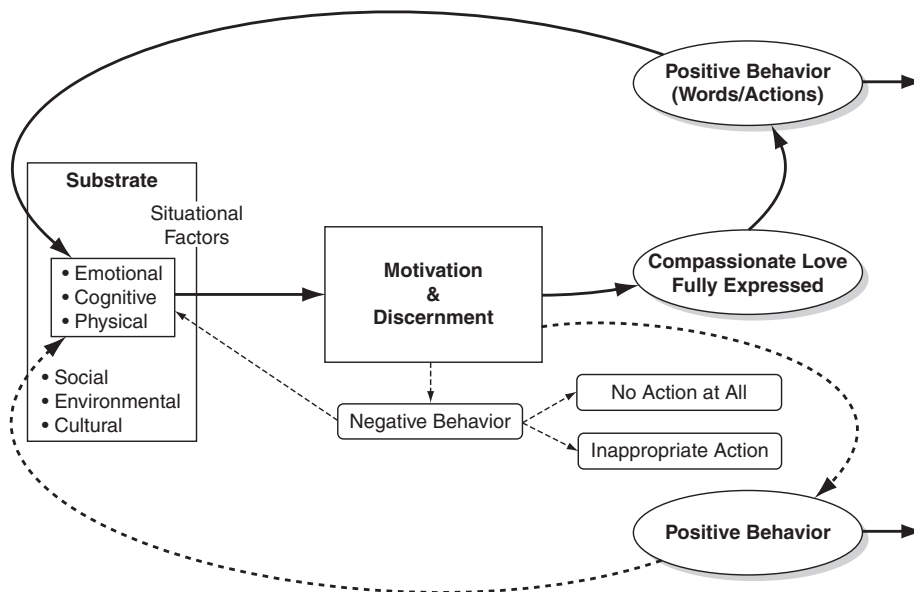 Positive Behavior
(Words/Actions)
Substrate
Situational
Factors
• Emotional
• Cognitive
• Physical
Motivation
&
Discernment
Compassionate Love
Fully Expressed
• Social
• Environmental
• Cultural
Negative Behavior
No Action at All
Inappropriate Action
Positive Behavior